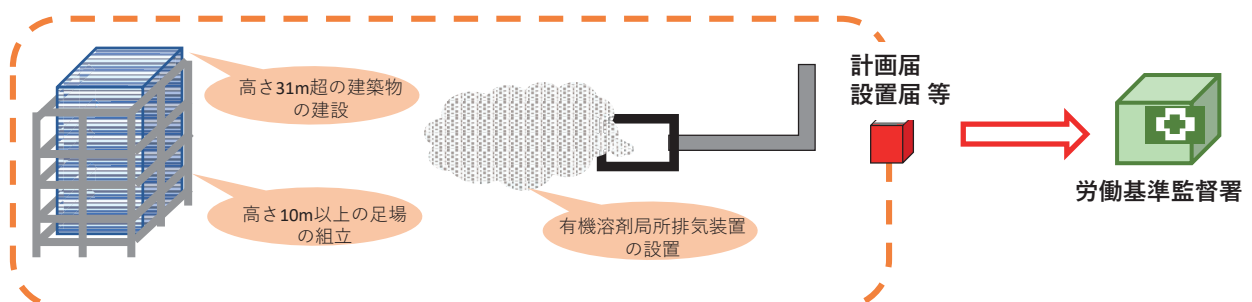 高さ31m超の建築物
の建設
高さ10m以上の足場
の組立
有機溶剤局所排気装置
の設置
計画届
設置届 等
労働基準監督署